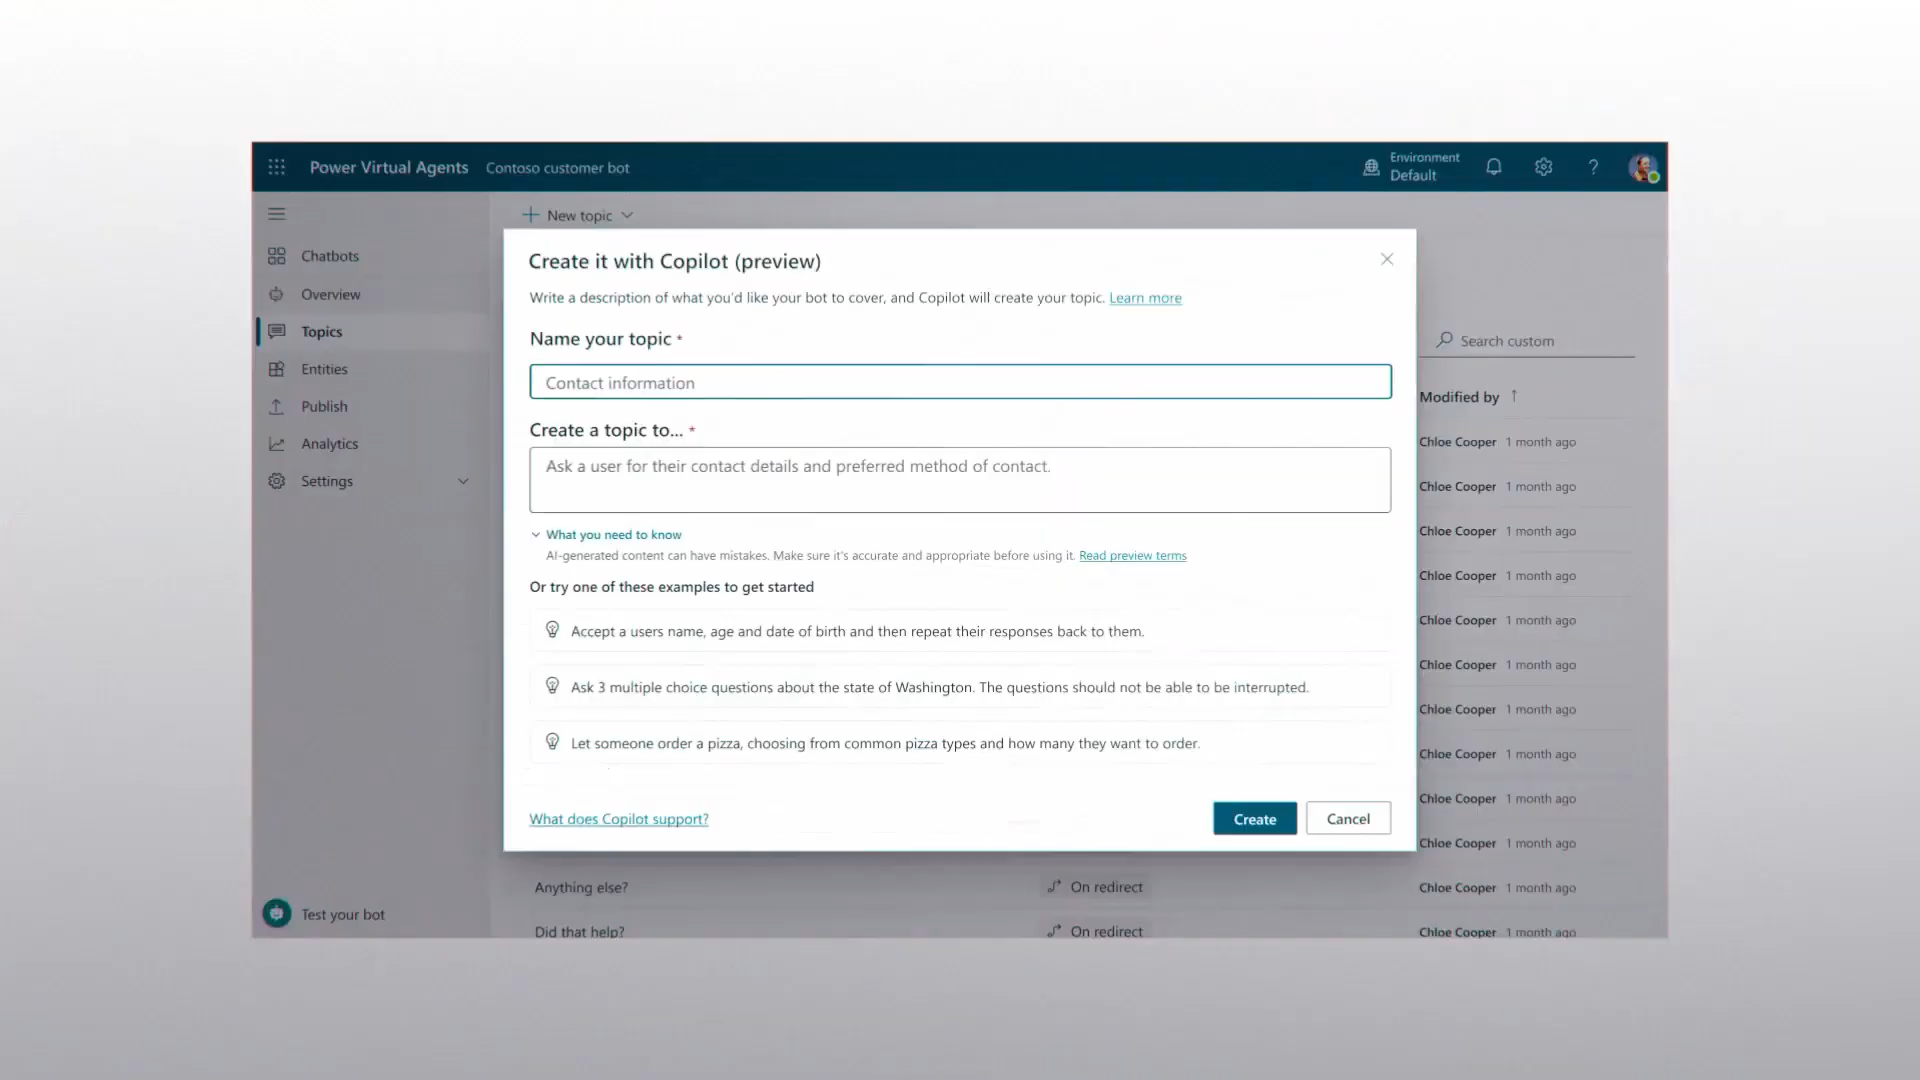 Power Virtual Agents Contoso customer bot
Environment
Default
?
New topic
Chatbots
Overview
Topics
Entities
Publish
Analytics
Settings
Test your bot
Create it with Copilot (preview)
Write a description of what you'd like your bot to cover, and Copilot will create your topic. Learn more
Name your topic *
Contact information
Create a topic to... *
Ask a user for their contact details and preferred method of contact.
What you need to know
AI-generated content can have mistakes. Make sure it's accurate and appropriate before using it. Read preview terms
Or try one of these examples to get started
Accept a users name, age and date of birth and then repeat their responses back to them.
Ask 3 multiple choice questions about the state of Washington. The questions should not be able to be interrupted.
Let someone order a pizza, choosing from common pizza types and how many they want to order.
What does Copilot support?
Create
Cancel
Search custom
Modified by ↑
Chloe Cooper 1 month ago
Chloe Cooper 1 month ago
Chloe Cooper 1 month ago
Chloe Cooper 1 month ago
Chloe Cooper 1 month ago
Chloe Cooper 1 month ago
Chloe Cooper 1 month ago
Chloe Cooper 1 month ago
Chloe Cooper 1 month ago
Chloe Cooper 1 month ago
Anything else? On redirect Chloe Cooper 1 month ago
Did that help? On redirect Chloe Cooper 1 month ago